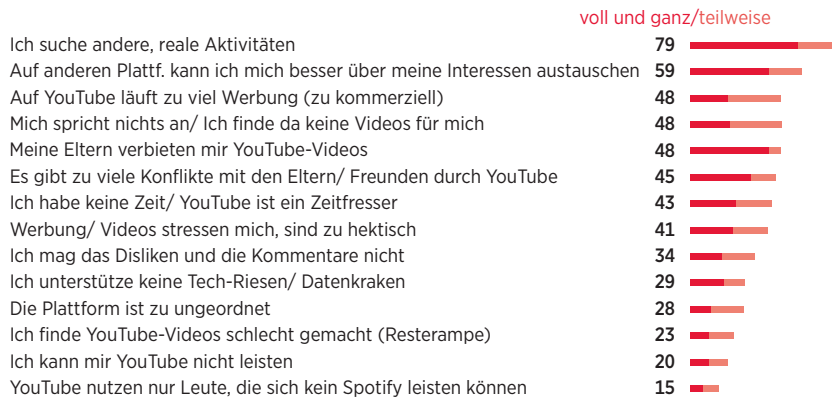 voll und ganz/teilweise
Ich suche andere, reale Aktivitäten 79
Auf anderen Plattf. kann ich mich besser über meine Interessen austauschen 59
Auf YouTube läuft zu viel Werbung (zu kommerziell) 48
Mich spricht nichts an/ Ich finde da keine Videos für mich 48
Meine Eltern verbieten mir YouTube-Videos 48
Es gibt zu viele Konflikte mit den Eltern/ Freunden durch YouTube 45
Ich habe keine Zeit/ YouTube ist ein Zeitfresser 43
Werbung/ Videos stressen mich, sind zu hektisch 41
Ich mag das Disliken und die Kommentare nicht 34
Ich unterstütze keine Tech-Riesen/ Datenkraken 29
Die Plattform ist zu ungeordnet 28
Ich finde YouTube-Videos schlecht gemacht (Resterampe) 23
Ich kann mir YouTube nicht leisten 20
YouTube nutzen nur Leute, die sich kein Spotify leisten können 15